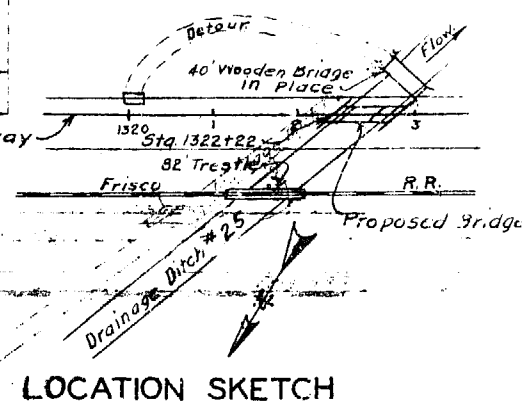 Detour
Flow
40' Wooden Bridge
in Place
1320
1
2
3
Sta. 1322+22
82' Trestle
Frisco
R.R.
Proposed Bridge
Drainage Ditch #25
LOCATION SKETCH